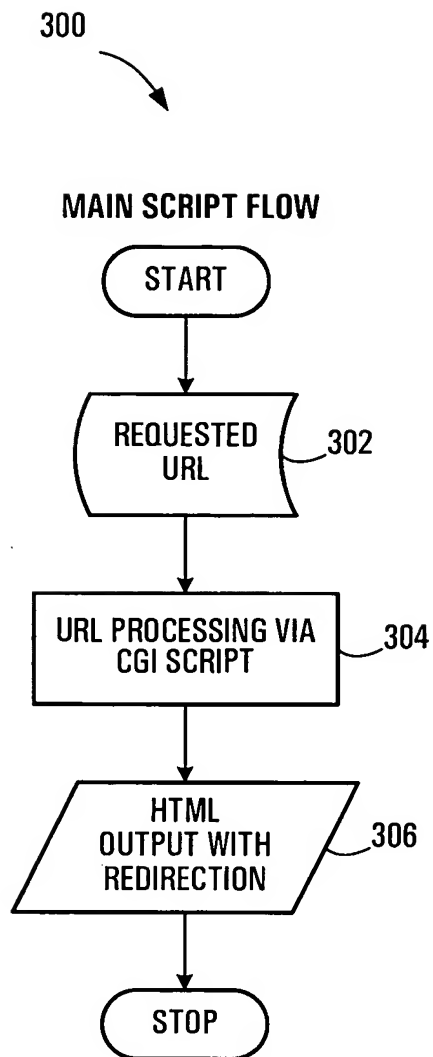 300
MAIN SCRIPT FLOW
START
REQUESTED
URL
302
URL PROCESSING VIA
CGI SCRIPT
304
HTML
OUTPUT WITH
REDIRECTION
306
STOP